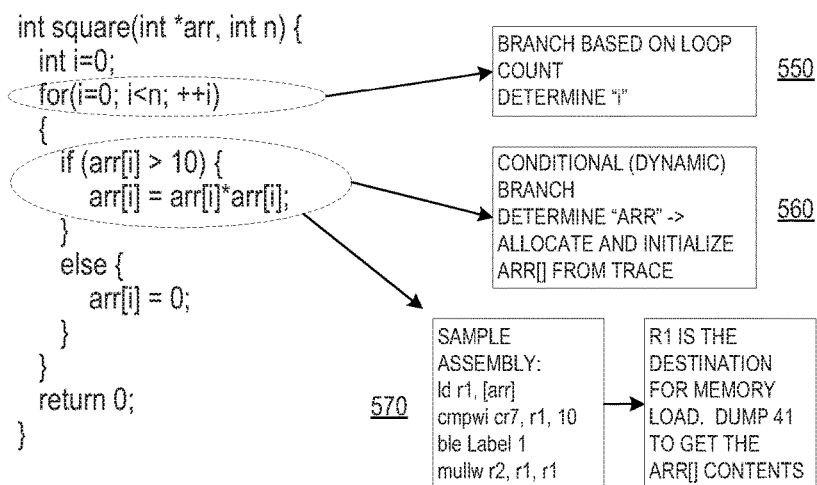 int square(int *arr, int n) {
int i=0;
for(i=0; i<n; ++i)
{
if (arr[i] > 10) {
arr[i] = arr[i]*arr[i];
}
else {
arr[i] = 0;
}
}
return 0;
}
BRANCH BASED ON LOOP
COUNT
DETERMINE "i"
550
CONDITIONAL (DYNAMIC)
BRANCH
DETERMINE "ARR" ->
ALLOCATE AND INITIALIZE
ARR[] FROM TRACE
560
570
SAMPLE
ASSEMBLY:
ld r1, [arr]
cmpwi cr7, r1, 10
ble Label 1
mullw r2, r1, r1
R1 IS THE
DESTINATION
FOR MEMORY
LOAD. DUMP 41
TO GET THE
ARR[] CONTENTS